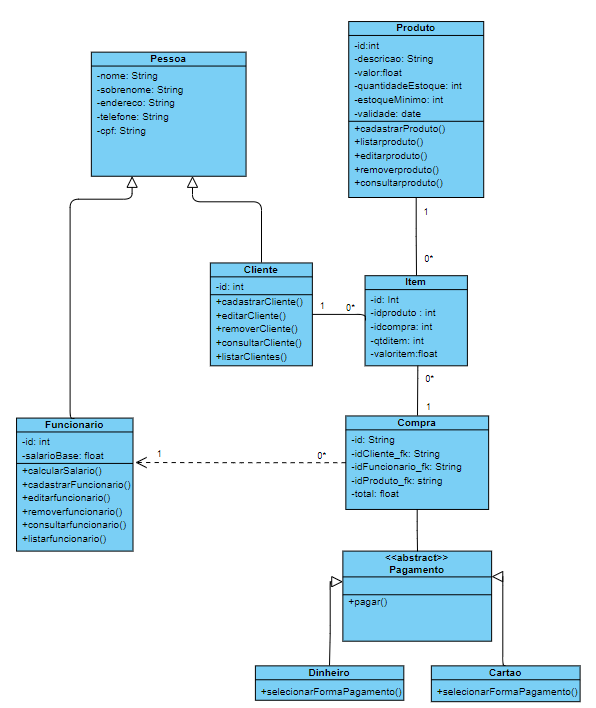 Produto
-id:int
-descricao: String
-valor:float
-quantidadeEstoque: int
-estoqueMinimo: int
-validade: date
+cadastrarProduto()
+listarproduto()
+editarproduto()
+removerproduto()
+consultarproduto()
Pessoa
-nome: String
-sobrenome: String
-endereco: String
-telefone: String
-cpf: String
1
0*
Cliente
-id: int
+cadastrarCliente()
+editarCliente()
+removerCliente()
+consultarCliente()
+listarClientes()
1
0*
Item
-id: Int
-idproduto : int
-idcompra: int
-qtditem: int
-valoritem:float
0*
1
Funcionario
-id: int
-salarioBase: float
+calcularSalario()
+cadastrarFuncionario()
+editarfuncionario()
+removerfuncionario()
+consultarfuncionario()
+listarfuncionario()
1
0*
Compra
-id: String
-idCliente_fk: String
-idFuncionario_fk: String
-idProduto_fk: string
-total: float
<<abstract>>
Pagamento
+pagar()
Dinheiro
+selecionarFormaPagamento()
Cartao
+selecionarFormaPagamento()